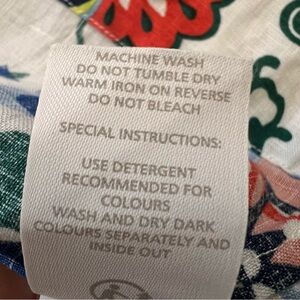 MACHINE WASH
DO NOT TUMBLE DRY
WARM IRON ON REVERSE
DO NOT BLEACH
SPECIAL INSTRUCTIONS:
USE DETERGENT
RECOMMENDED FOR
COLOURS
WASH AND DRY DARK
COLOURS SEPARATELY AND
INSIDE OUT